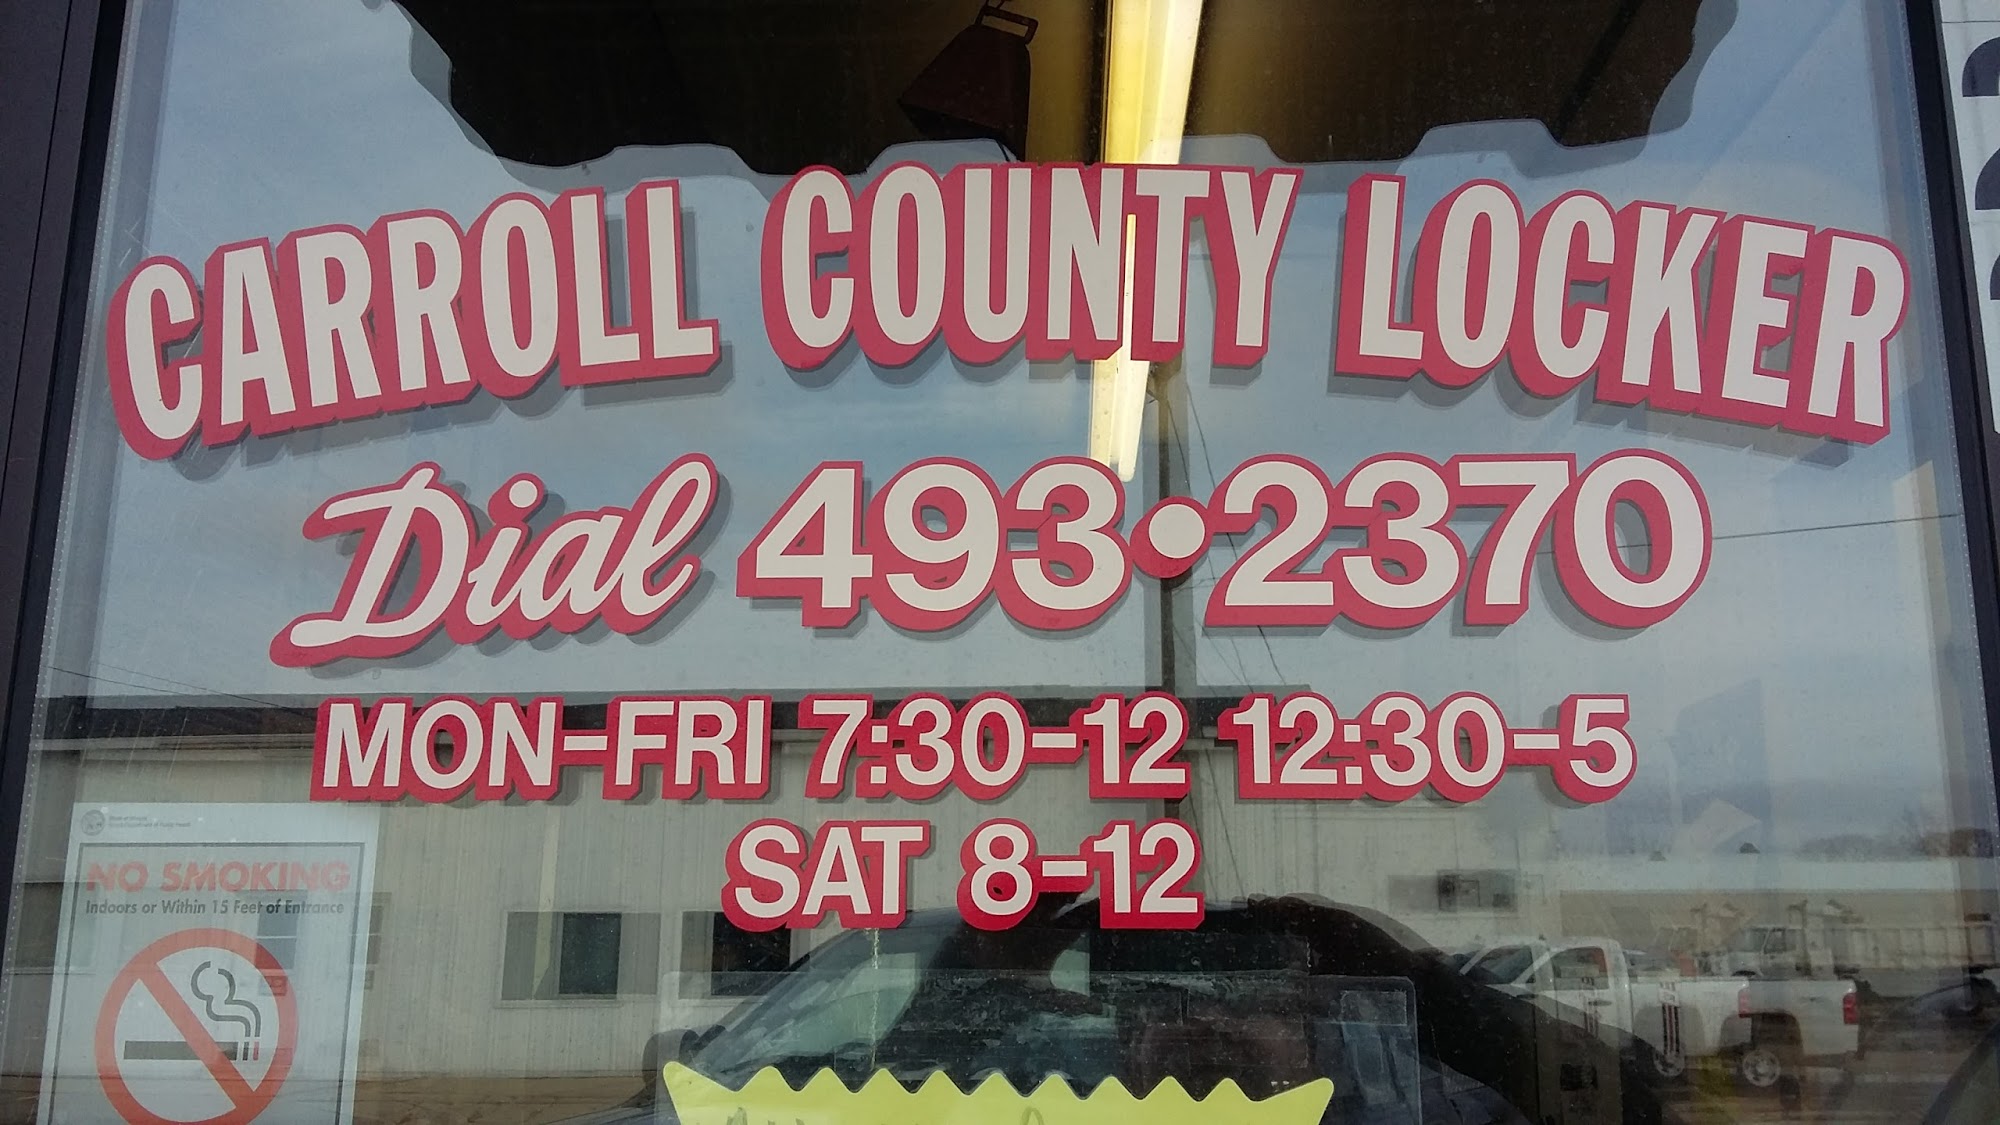 CARROLL COUNTY LOCKER
Dial 493•2370
MON-FRI 7:30-12 12:30-5
SAT 8-12
NO SMOKING
Indoors or Within 15 Feet of Entrance